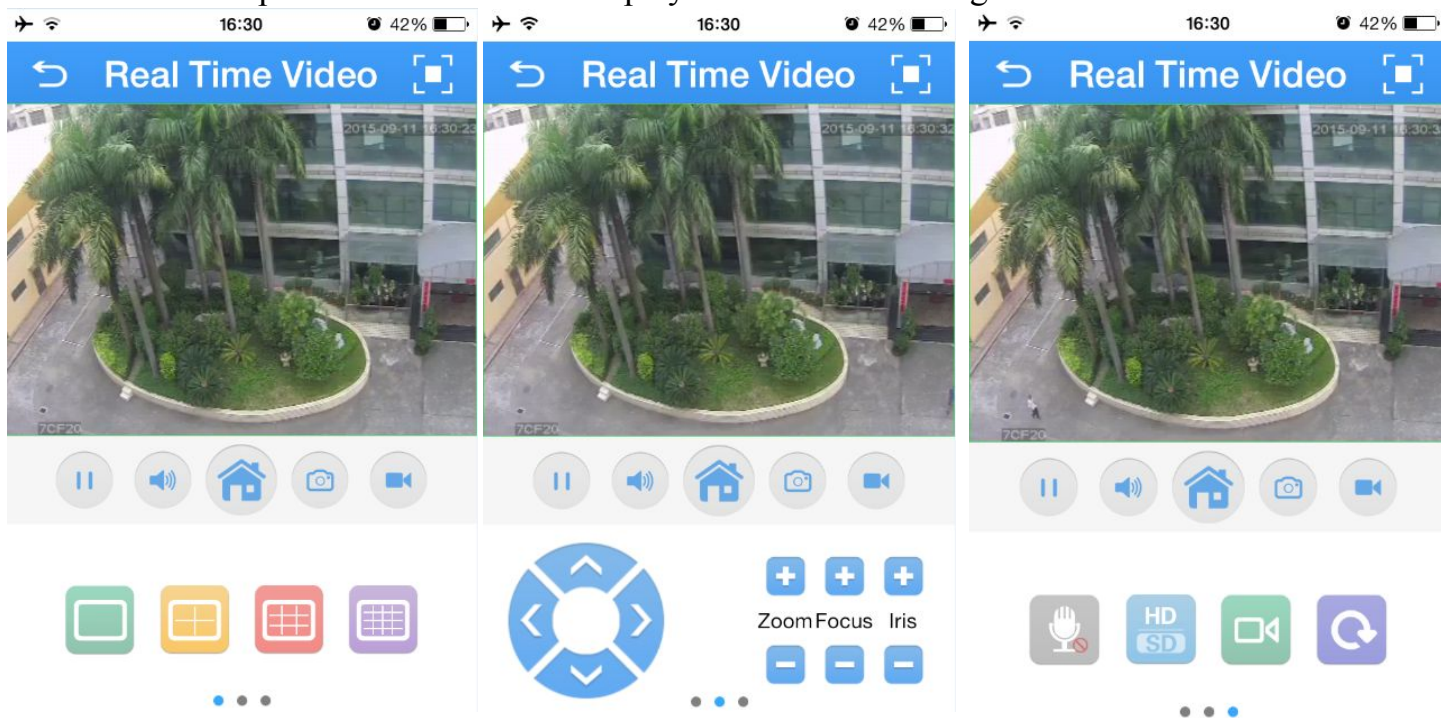 16:30 42%
Real Time Video
2015-09-11 16:30:23
7CF20
16:30 42%
Real Time Video
2015-09-11 16:30:32
7CF20
Zoom Focus Iris
16:30 42%
Real Time Video
2015-09-11 16:30:3
7CF20
HD
SD